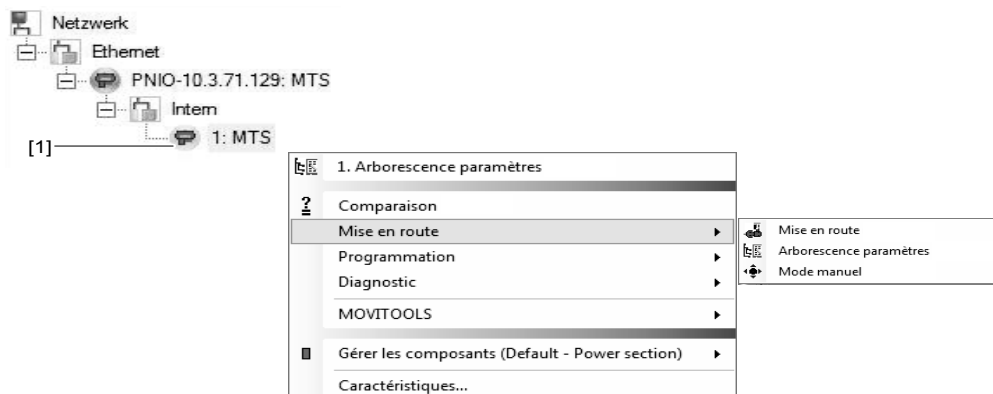 Netzwerk
Ethernet
PNIO-10.3.71.129: MTS
Intern
1: MTS
[1]
1. Arborescence paramètres
Comparaison
Mise en route
Programmation
Diagnostic
MOVITOOLS
Gérer les composants (Default - Power section)
Caractéristiques...
Mise en route
Arborescence paramètres
Mode manuel